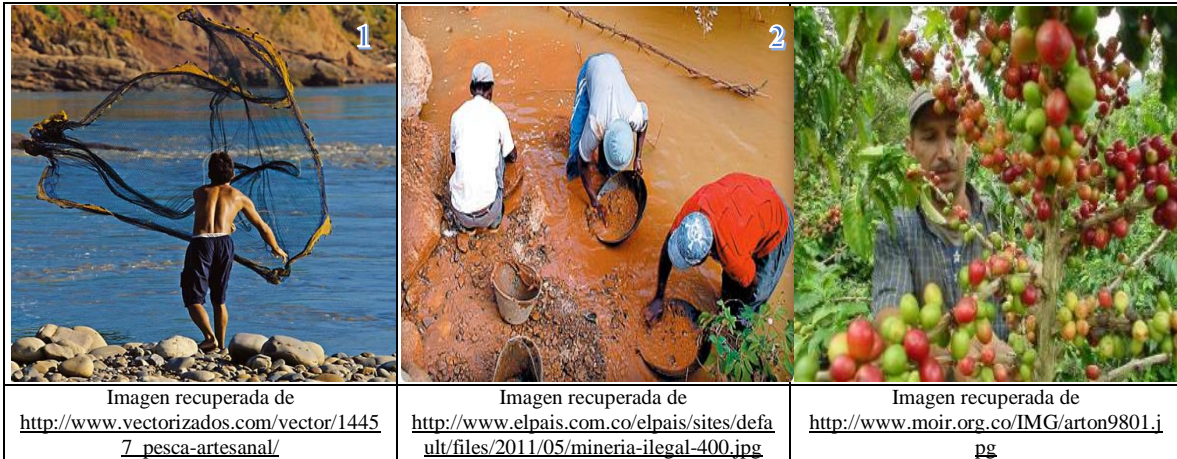 1
2
Imagen recuperada de
http://www.vectorizados.com/vector/1445
7_pesca-artesanal/
Imagen recuperada de
http://www.elpais.com.co/elpais/sites/defa
ult/files/2011/05/mineria-ilegal-400.jpg
Imagen recuperada de
http://www.moir.org.co/IMG/arton9801.j
pg